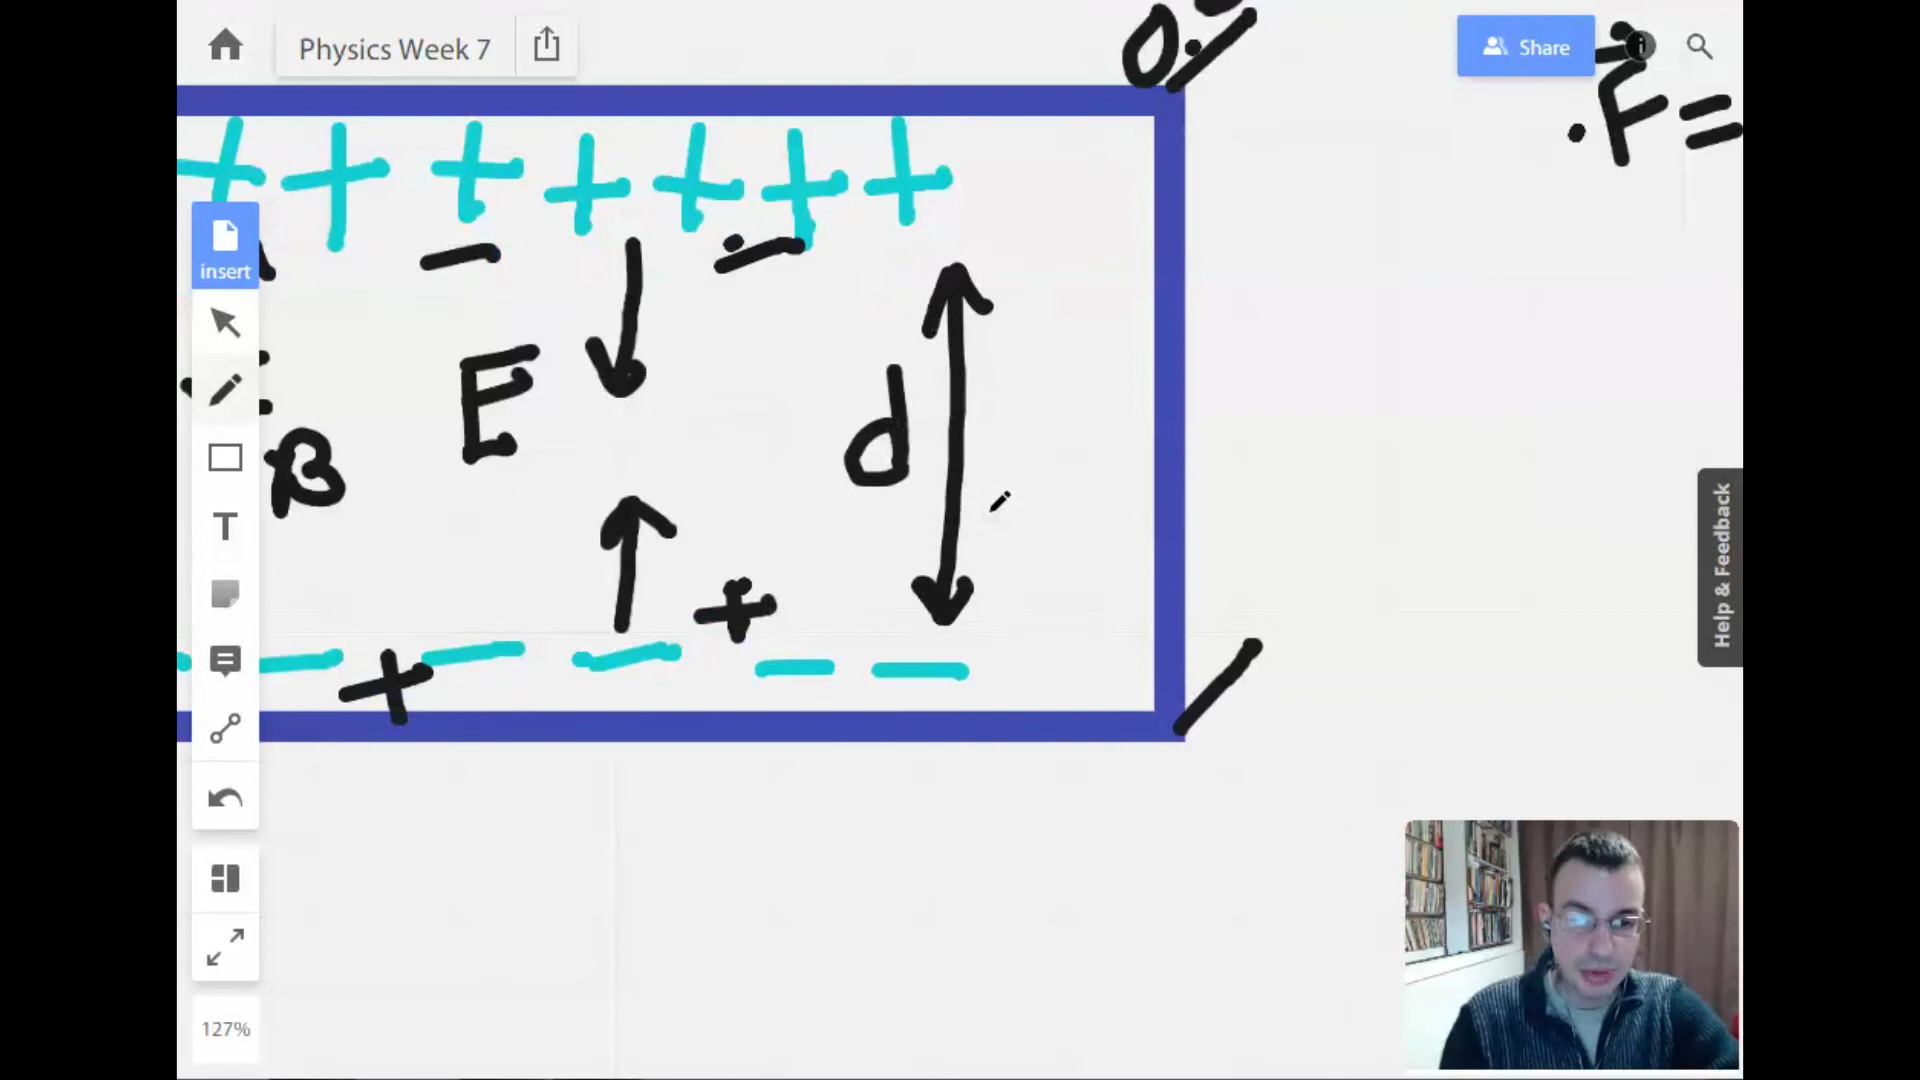 Physics Week 7
Share
i
F=
+ + + + + + +
- -
insert
E
d
B
T
+
- - - - -
+
Help & Feedback
127%